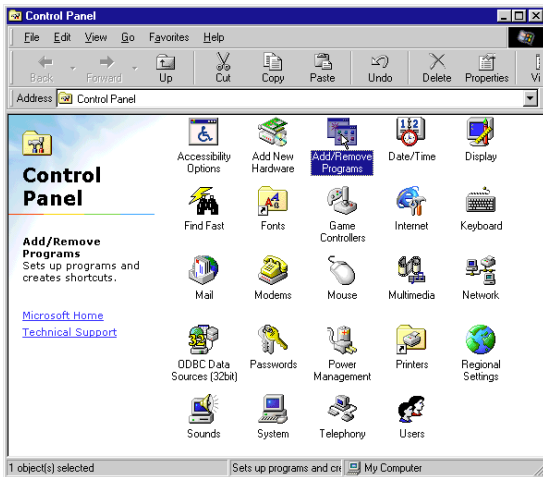 Control Panel
File Edit View Go Favorites Help
Back Forward Up Cut Copy Paste Undo Delete Properties Vi
Address Control Panel
Control
Panel
Add/Remove
Programs
Sets up programs and
creates shortcuts.
Microsoft Home
Technical Support
Accessibility
Options
Add New
Hardware
Add/Remove
Programs
Date/Time
Display
Find Fast
Fonts
Game
Controllers
Internet
Keyboard
Mail
Modems
Mouse
Multimedia
Network
ODBC Data
Sources (32bit)
Passwords
Power
Management
Printers
Regional
Settings
Sounds
System
Telephony
Users
1 object(s) selected Sets up programs and cre My Computer